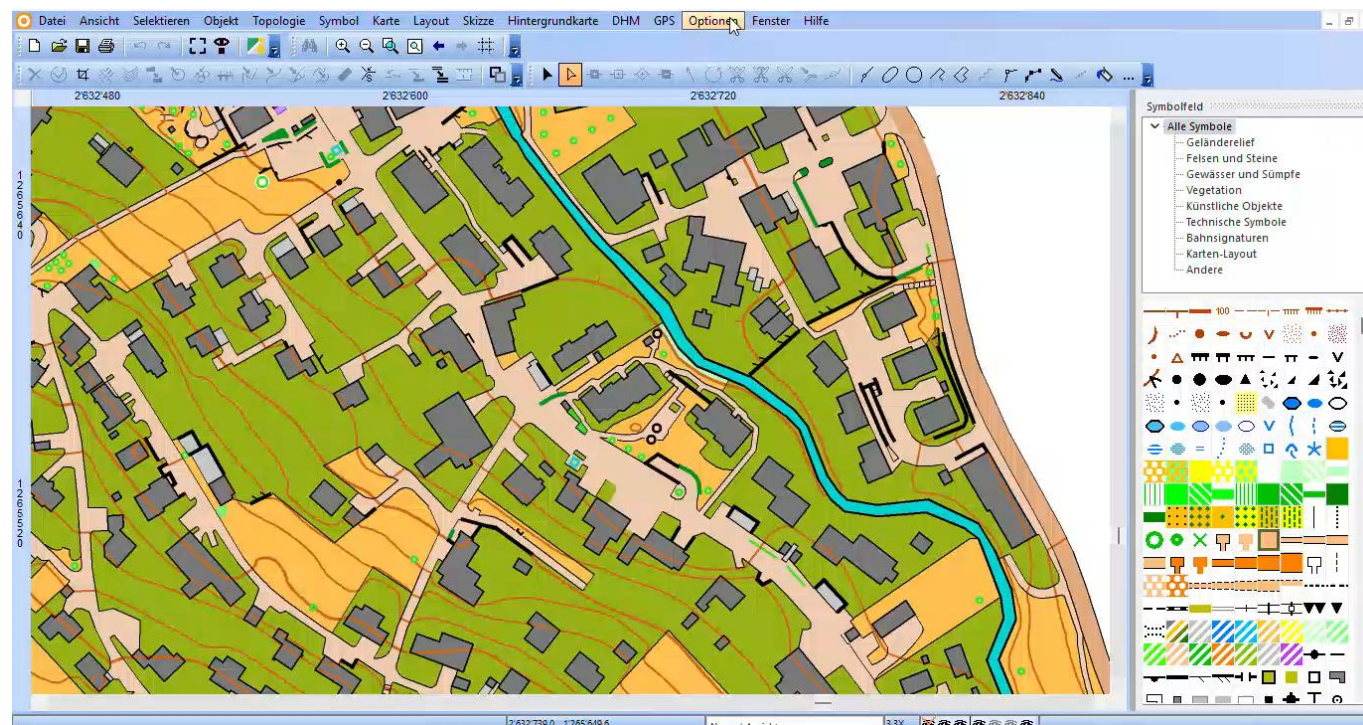 Datei Ansicht Selektieren Objekt Topologie Symbol Karte Layout Skizze Hintergrundkarte DHM GPS Optionen Fenster Hilfe
2'632'480 2'632'600 2'632'720 2'632'840
Symbolfeld
Alle Symbole
Geländerelief
Felsen und Steine
Gewässer und Sümpfe
Vegetation
Künstliche Objekte
Technische Symbole
Bahnsignaturen
Karten-Layout
Andere
100
1265640
1265520